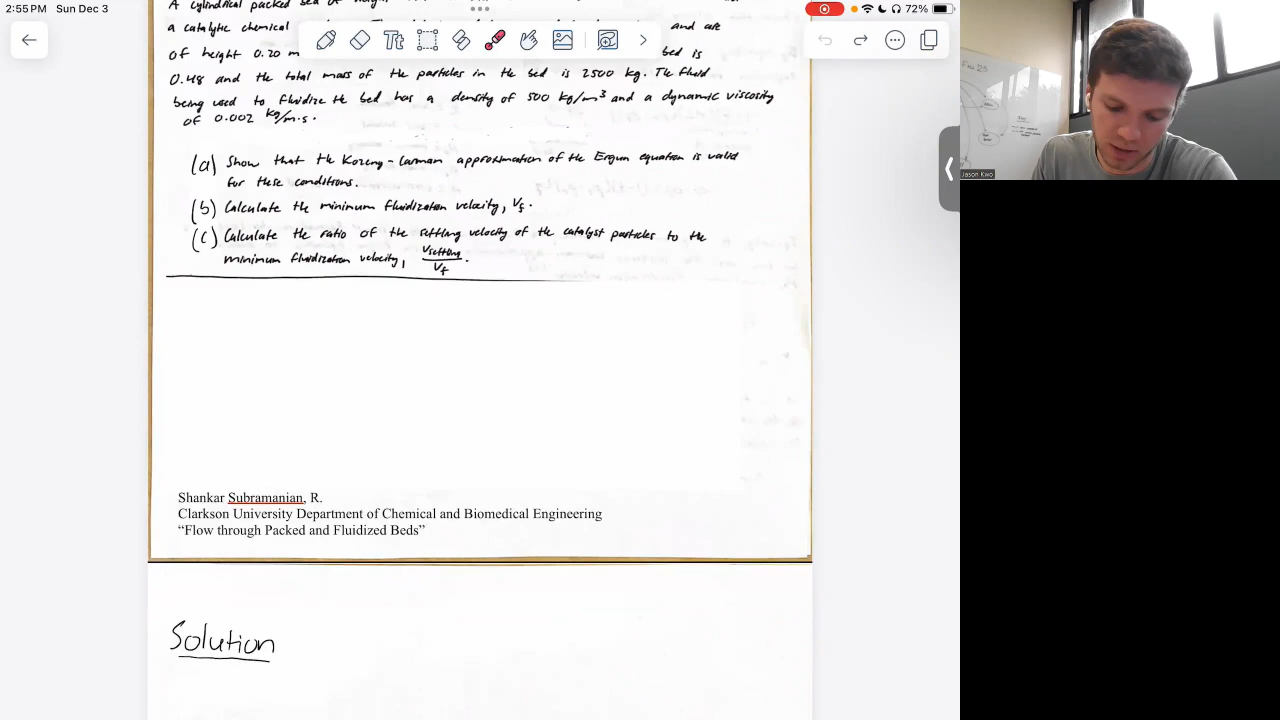 2:55 PM Sun Dec 3
72%
A cylindrical packed bed of height
a catalytic chemical and are
of height 0.20 m bed is
0.48 and the total mass of the particles in the bed is 2500 kg. The fluid
being used to fluidize the bed has a density of 500 kg/m³ and a dynamic viscosity
of 0.002 kg/m·s.
(a) Show that the Kozeny-Carman approximation of the Ergun equation is valid
for these conditions.
(b) Calculate the minimum fluidization velocity, Vf.
(c) Calculate the ratio of the settling velocity of the catalyst particles to the
minimum fluidization velocity, Vsettling/Vf.
Shankar Subramanian, R.
Clarkson University Department of Chemical and Biomedical Engineering
“Flow through Packed and Fluidized Beds”
Solution
Tt
Jason Kwo